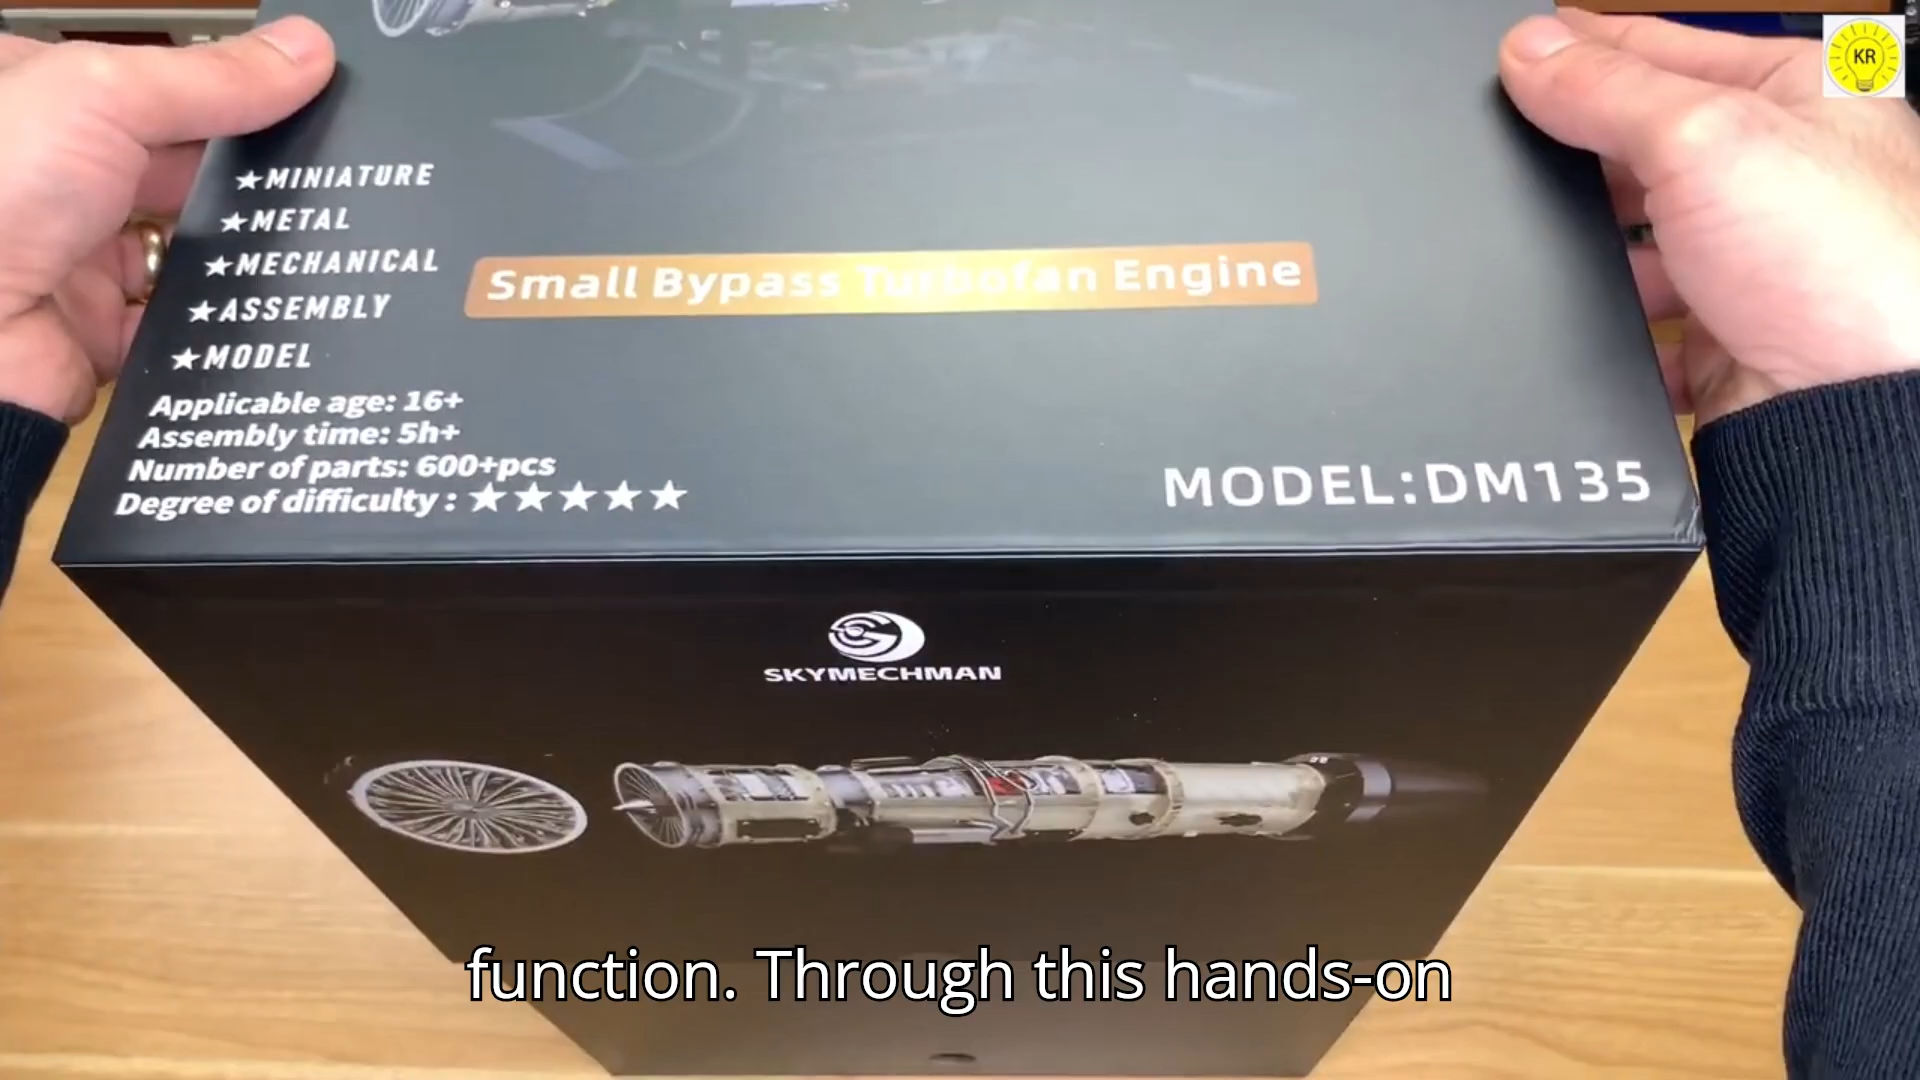 KR
★MINIATURE
★METAL
★MECHANICAL
★ASSEMBLY
★MODEL
Small Bypass Turbofan Engine
Applicable age: 16+
Assembly time: 5h+
Number of parts: 600+pcs
Degree of difficulty : ★★★★★
MODEL:DM135
SKYMECHMAN
function. Through this hands-on